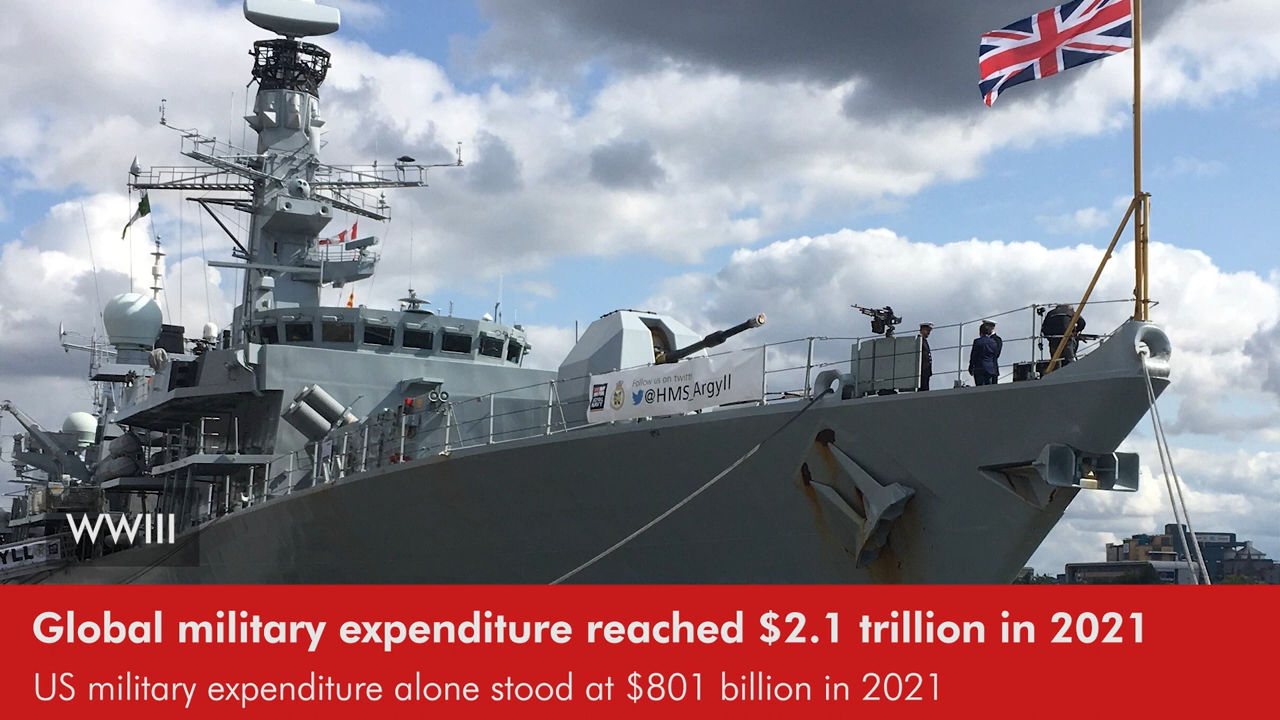 Follow us on Twitter
@HMS_Argyll
YLL
WWIII
Global military expenditure reached $2.1 trillion in 2021
US military expenditure alone stood at $801 billion in 2021